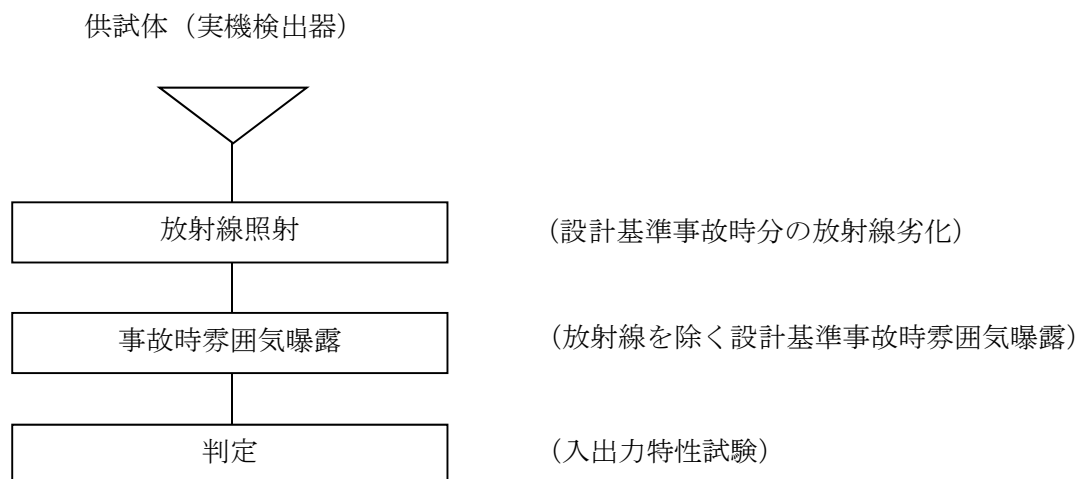 供試体（実機検出器）
放射線照射
（設計基準事故時分の放射線劣化）
事故時雰囲気曝露
（放射線を除く設計基準事故時雰囲気曝露）
判定
（入出力特性試験）